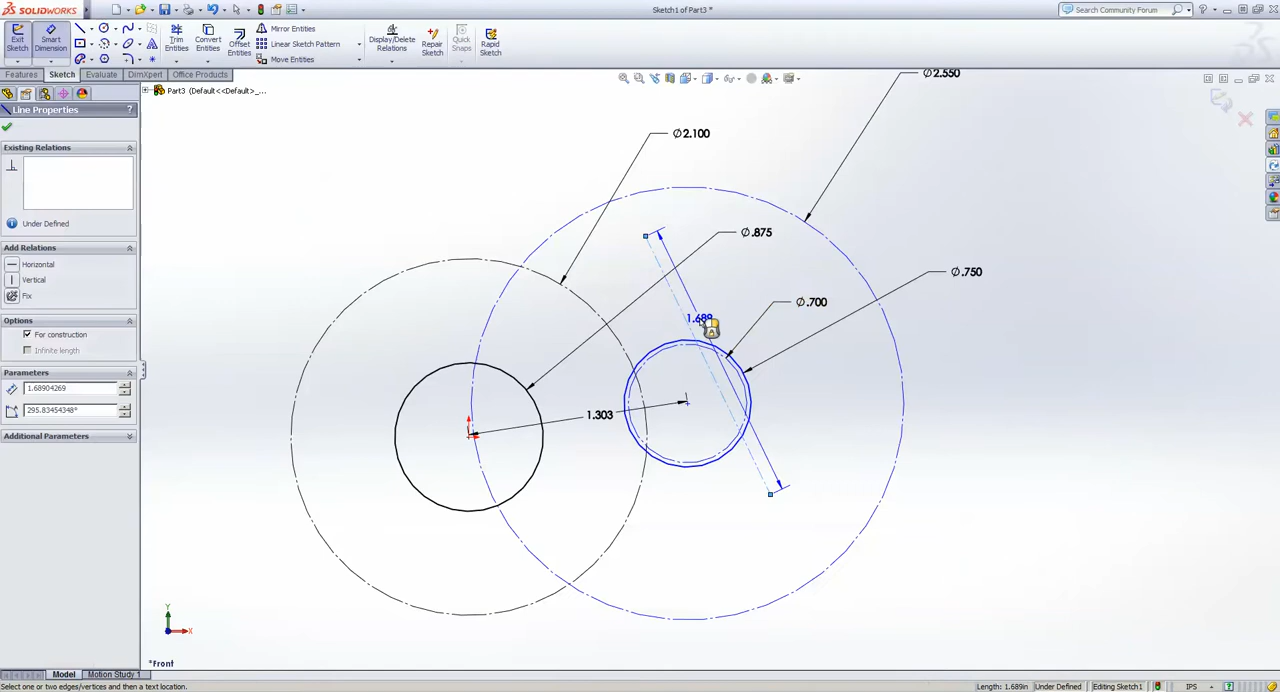 SOLIDWORKS
Sketch1 of Part3 *
Search Community Forum
Exit Sketch
Smart Dimension
Trim Entities
Convert Entities
Offset Entities
Mirror Entities
Linear Sketch Pattern
Move Entities
Display/Delete Relations
Repair Sketch
Quick Snaps
Rapid Sketch
Features
Sketch
Evaluate
DimXpert
Office Products
Part3 (Default<<Default>_...
Line Properties
?
Existing Relations
Under Defined
Add Relations
Horizontal
Vertical
Fix
Options
For construction
Infinite length
Parameters
1.68904269
295.83454348°
Additional Parameters
Ø2.550
Ø2.100
Ø.875
Ø.750
Ø.700
1.689
1.303
Y
X
*Front
Model
Motion Study 1
Select one or two edges/vertices and then a text location.
Length: 1.689in
Under Defined
Editing Sketch1
IPS